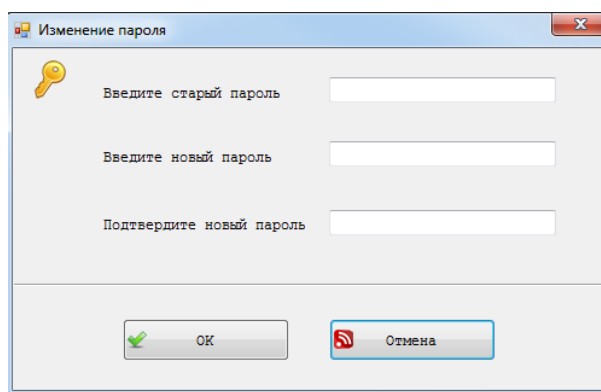 Изменение пароля
Введите старый пароль
Введите новый пароль
Подтвердите новый пароль
ОК Отмена